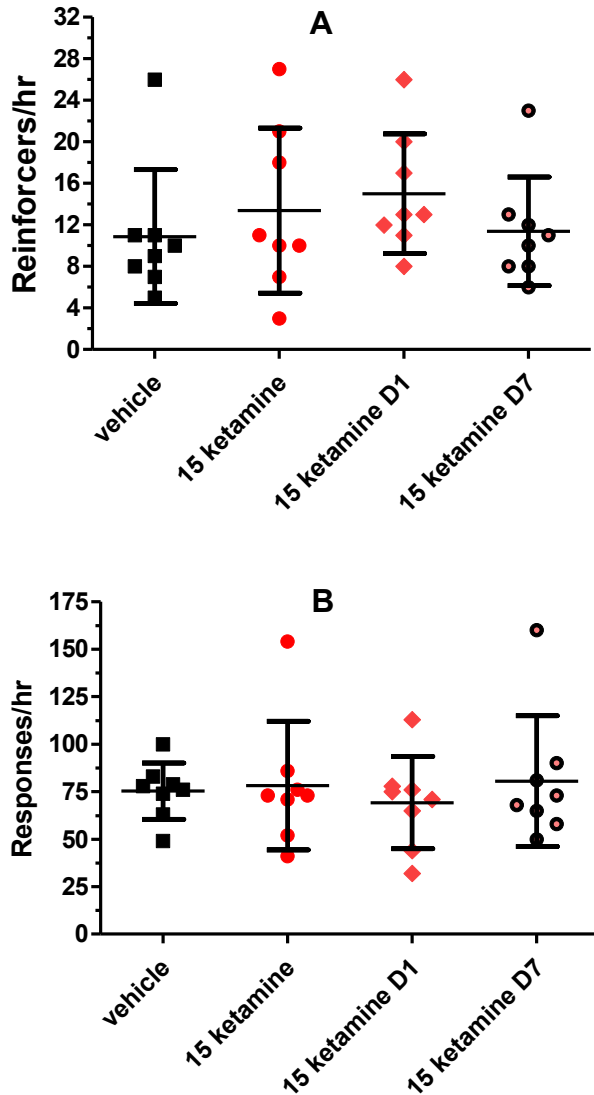 A
Reinforcers/hr
32
28
24
20
16
12
8
4
0
vehicle
15 ketamine
15 ketamine D1
15 ketamine D7
B
Responses/hr
175
150
125
100
75
50
25
0
vehicle
15 ketamine
15 ketamine D1
15 ketamine D7